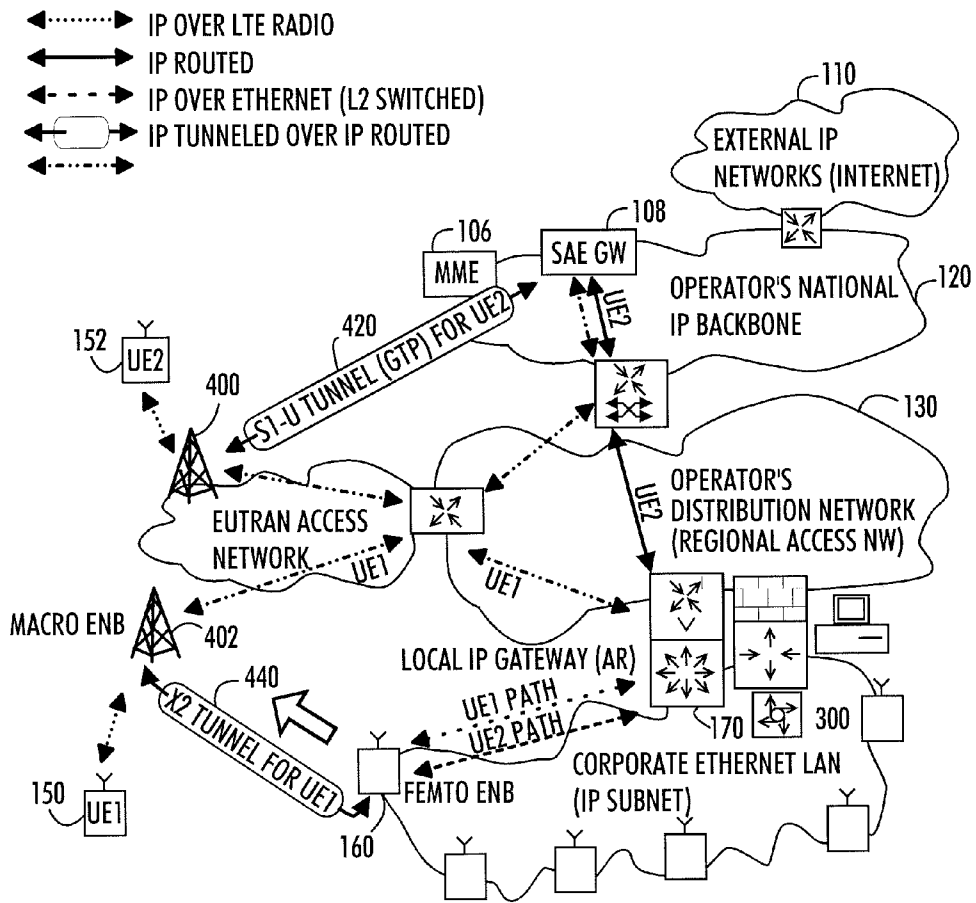 IP OVER LTE RADIO
IP ROUTED
IP OVER ETHERNET (L2 SWITCHED)
IP TUNNELED OVER IP ROUTED
110
EXTERNAL IP
NETWORKS (INTERNET)
108
106
SAE GW
MME
120
OPERATOR'S NATIONAL
IP BACKBONE
UE2
420
S1-U TUNNEL (GTP) FOR UE2
152
UE2
400
130
OPERATOR'S
DISTRIBUTION NETWORK
(REGIONAL ACCESS NW)
UE2
EUTRAN ACCESS
NETWORK
UE1
UE1
MACRO ENB
402
LOCAL IP GATEWAY (AR)
440
X2 TUNNEL FOR UE1
UE1 PATH
UE2 PATH
170
300
150
UE1
FEMTO ENB
160
CORPORATE ETHERNET LAN
(IP SUBNET)